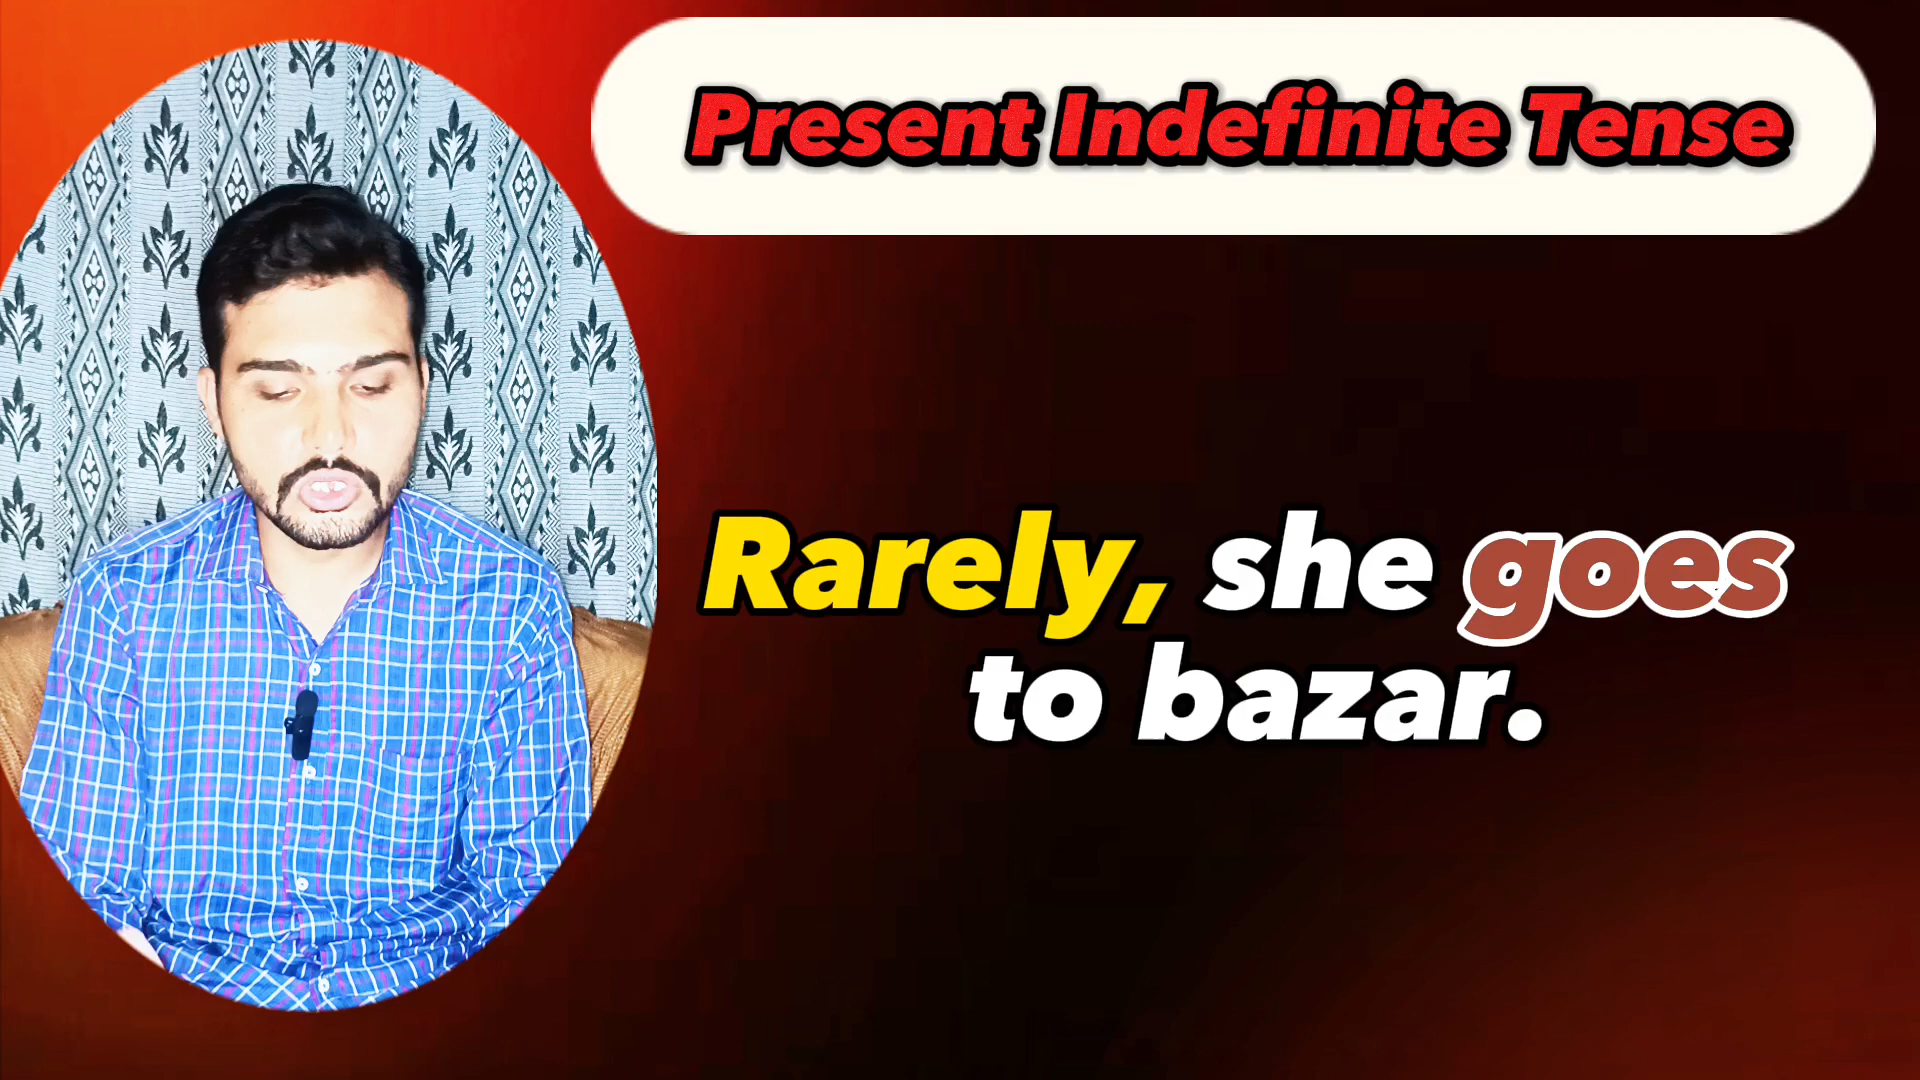 Present Indefinite Tense
Rarely, she goes
to bazar.